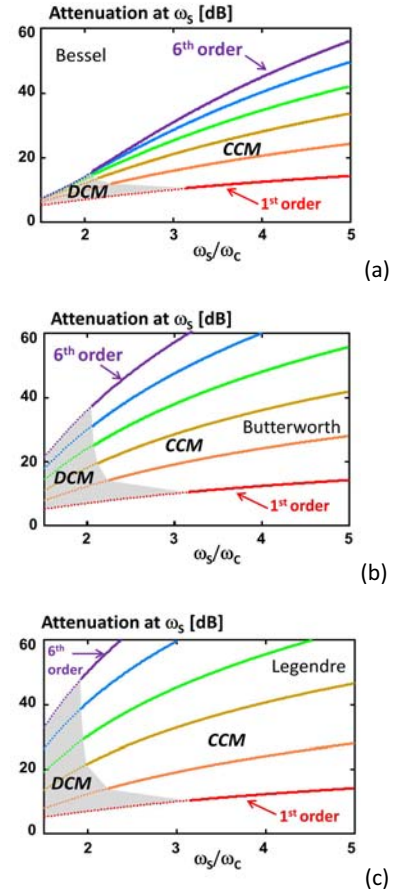 Attenuation at ωS [dB]
60
Bessel
6th order
40
CCM
20
DCM
1st order
0
2 3 4 5
ωS/ωC
(a)
Attenuation at ωS [dB]
60
6th order
40
Butterworth
CCM
20
DCM
1st order
0
2 3 4 5
ωS/ωC
(b)
Attenuation at ωS [dB]
60
6th
order
Legendre
40
CCM
20
DCM
1st order
0
2 3 4 5
ωS/ωC
(c)